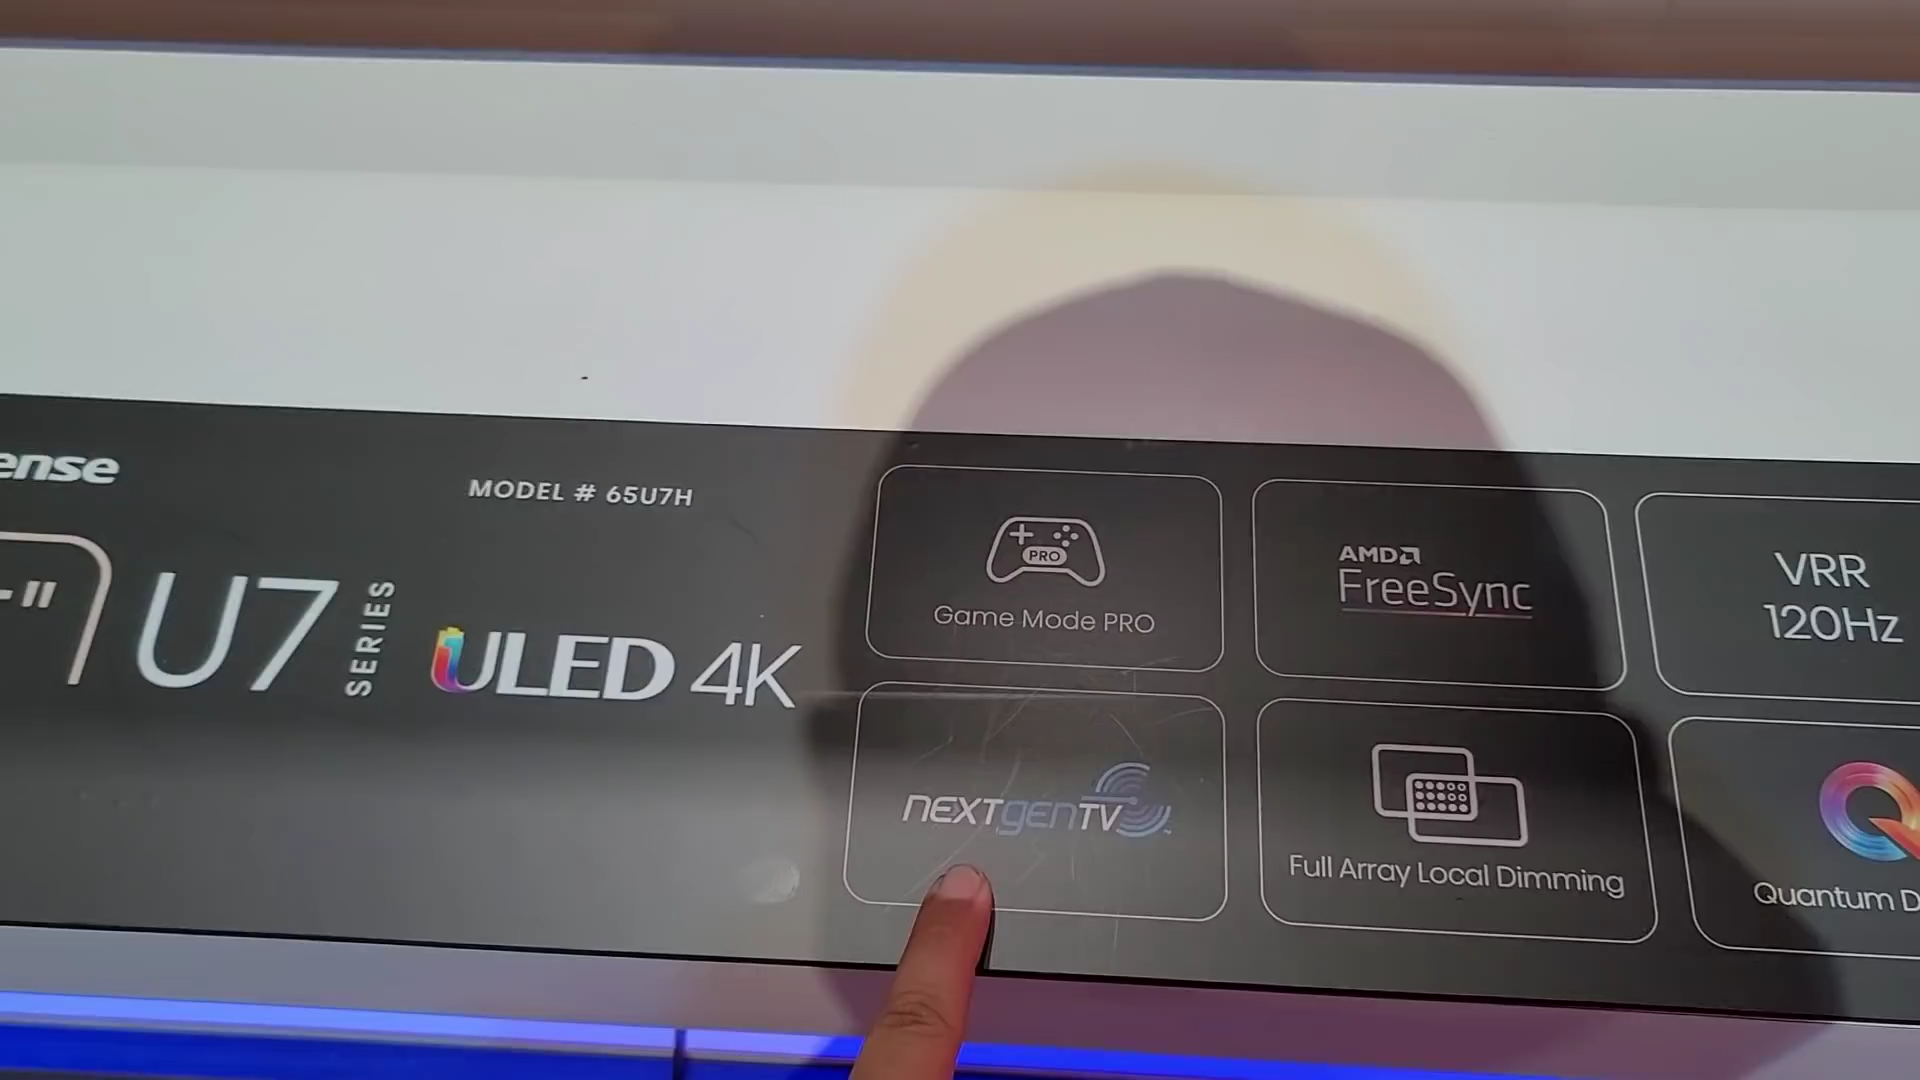 ense
MODEL # 65U7H
"
U7
SERIES
ULED 4K
PRO
Game Mode PRO
AMD
FreeSync
VRR
120Hz
NEXTGENTV
Full Array Local Dimming
Quantum D